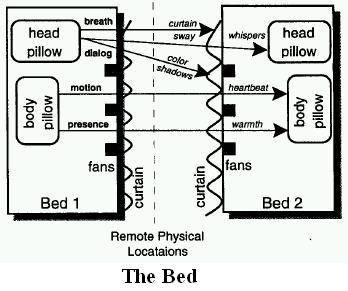 breath
head
pillow
dialog
curtain
sway
whispers
head
pillow
color
shadows
motion
heartbeat
body
pillow
body
pillow
presence
warmth
fans
fans
curtain
curtain
Bed 1
Bed 2
Remote Physical
Locataions
The Bed